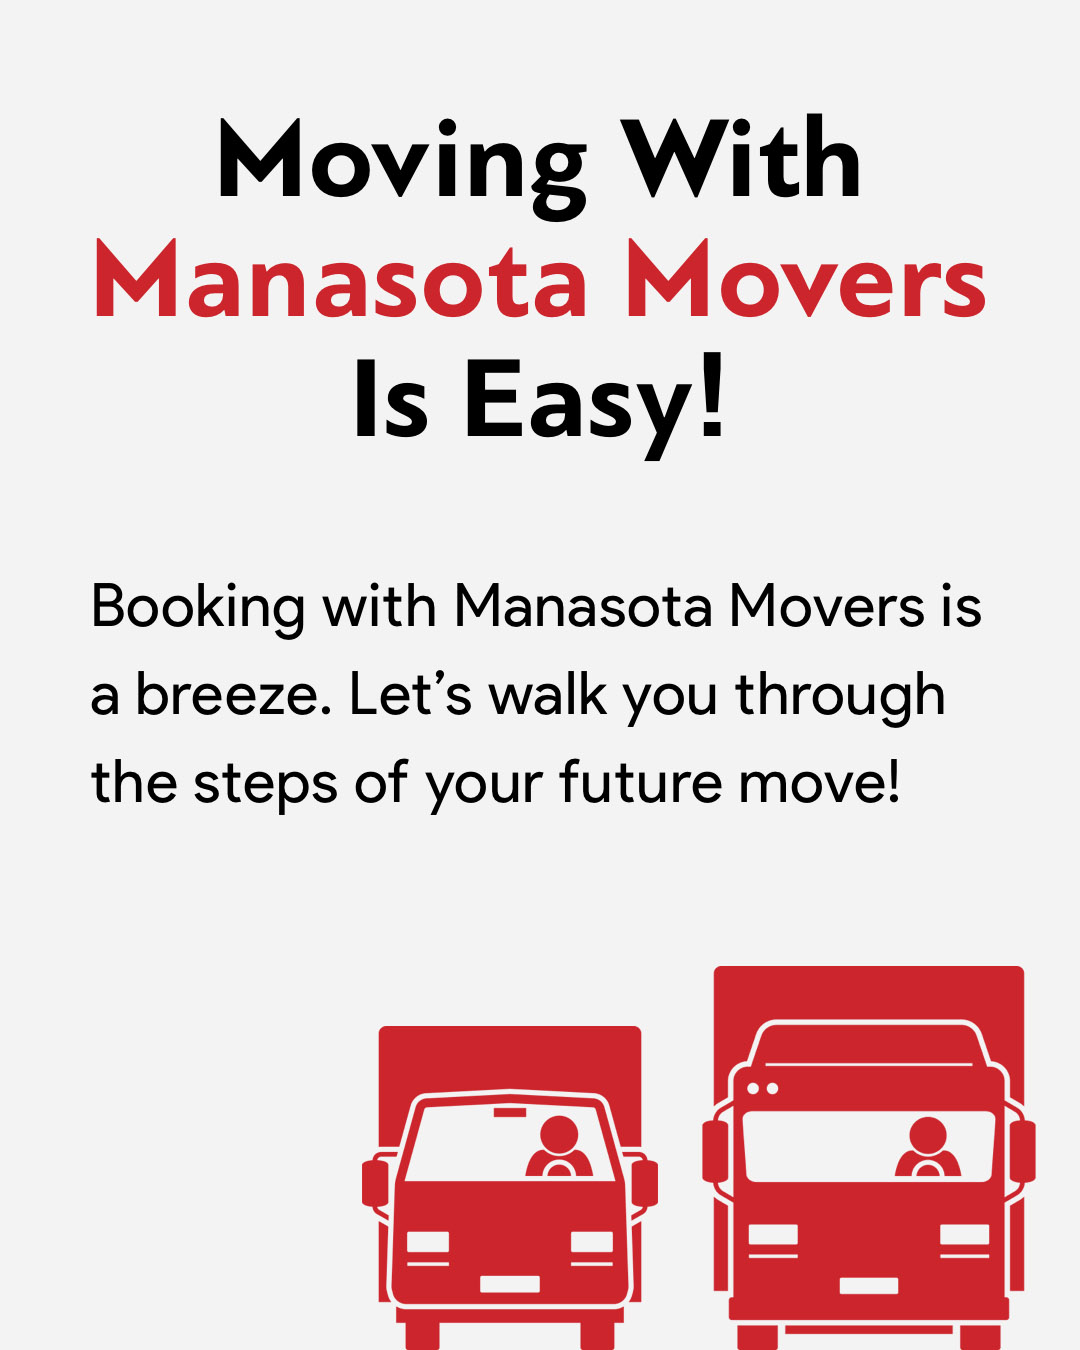 Moving With
Manasota Movers
Is Easy!
Booking with Manasota Movers is
a breeze. Let’s walk you through
the steps of your future move!